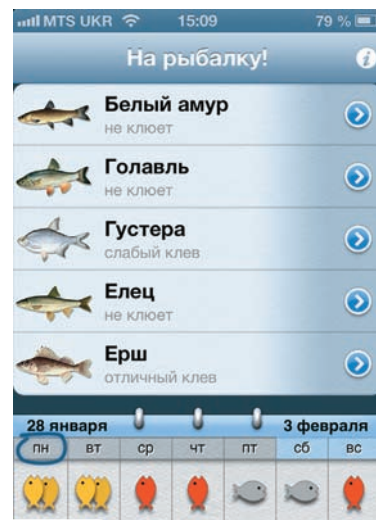 MTS UKR 15:09 79 %
На рыбалку!
Белый амур
не клюет
Голавль
не клюет
Густера
слабый клев
Елец
не клюет
Ерш
отличный клев
28 января 3 февраля
пн вт ср чт пт сб вс